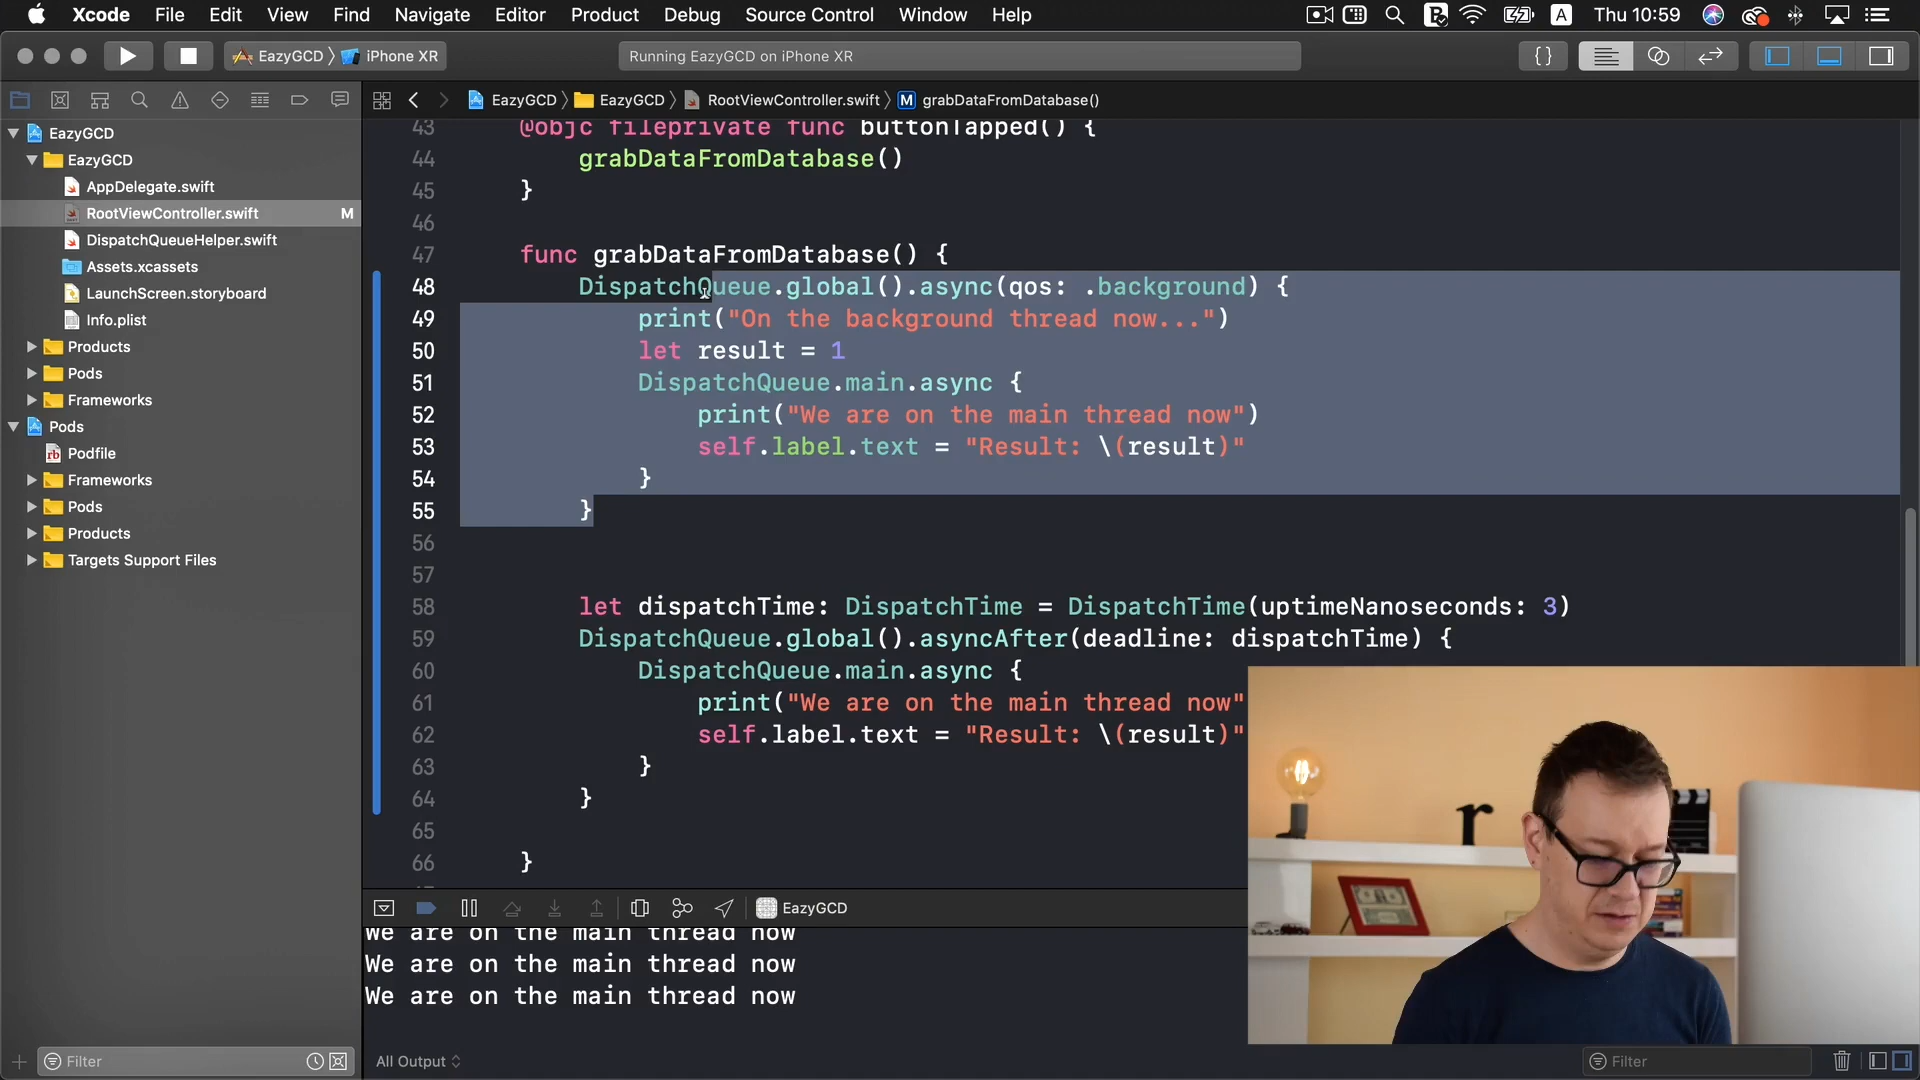 Xcode File Edit View Find Navigate Editor Product Debug Source Control Window Help
A Thu 10:59
EazyGCD iPhone XR
Running EazyGCD on iPhone XR
EazyGCD EazyGCD RootViewController.swift M grabDataFromDatabase()
EazyGCD
EazyGCD
AppDelegate.swift
RootViewController.swift M
DispatchQueueHelper.swift
Assets.xcassets
LaunchScreen.storyboard
Info.plist
Products
Pods
Frameworks
Pods
rb Podfile
Frameworks
Pods
Products
Targets Support Files
Filter
43 @objc fileprivate func buttonTapped() {
44 grabDataFromDatabase()
45 }
46
47 func grabDataFromDatabase() {
48 DispatchQueue.global().async(qos: .background) {
49 print("On the background thread now...")
50 let result = 1
51 DispatchQueue.main.async {
52 print("We are on the main thread now")
53 self.label.text = "Result: \(result)"
54 }
55 }
56
57
58 let dispatchTime: DispatchTime = DispatchTime(uptimeNanoseconds: 3)
59 DispatchQueue.global().asyncAfter(deadline: dispatchTime) {
60 DispatchQueue.main.async {
61 print("We are on the main thread now"
62 self.label.text = "Result: \(result)"
63 }
64 }
65
66 }
EazyGCD
We are on the main thread now
We are on the main thread now
We are on the main thread now
All Output
Filter
r